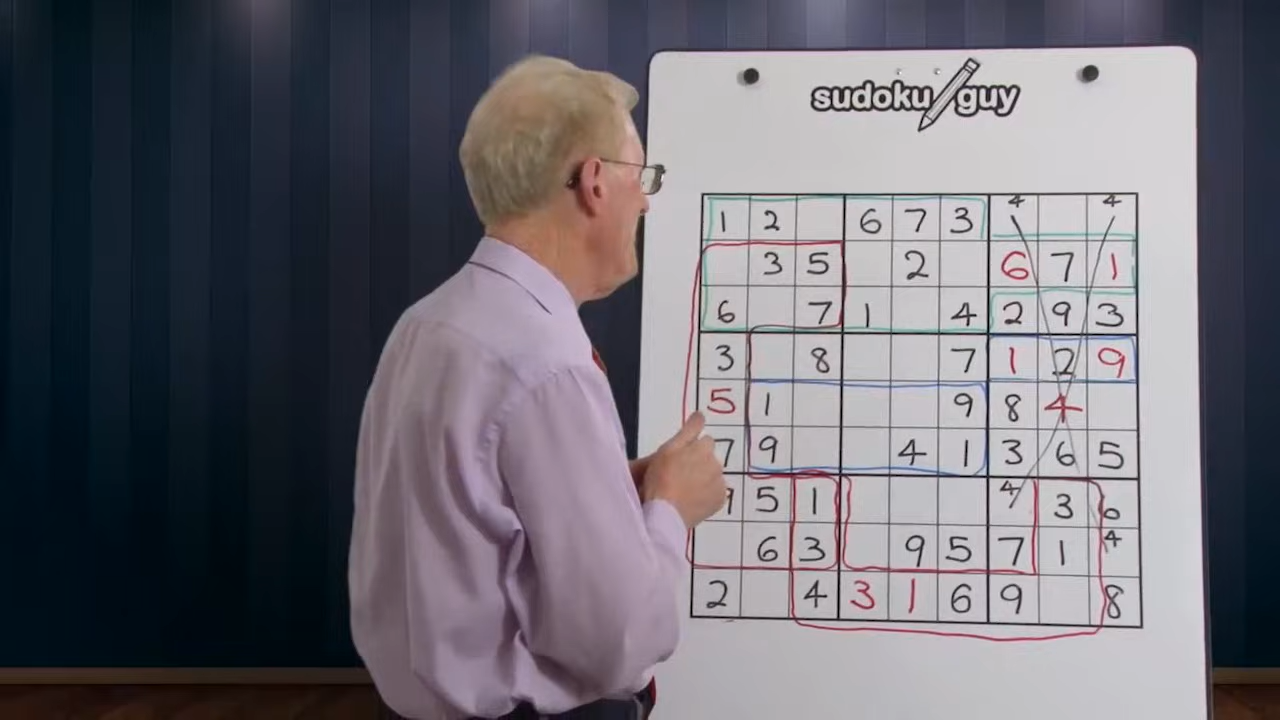 sudoku guy
4 4
1 2 6 7 3
3 5 2 6 7 1
6 7 1 4 2 9 3
3 8 7 1 2 9
5 1 9 8 4
7 9 4 1 3 6 5
9 5 1 4 3 6
6 3 9 5 7 1 4
2 4 3 1 6 9 8